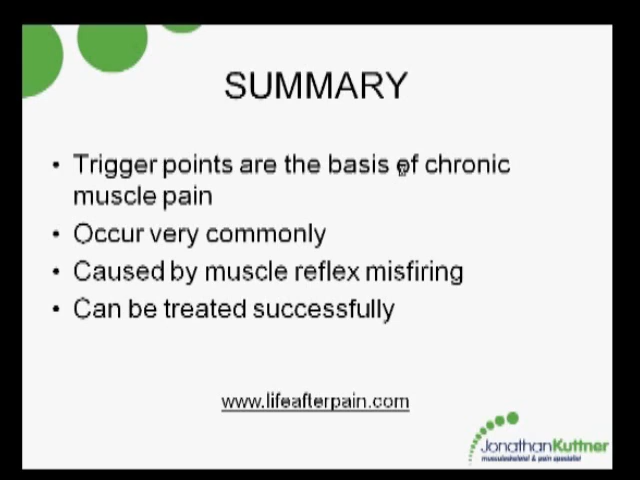 SUMMARY
• Trigger points are the basis of chronic
muscle pain
• Occur very commonly
• Caused by muscle reflex misfiring
• Can be treated successfully
www.lifeafterpain.com
JonathanKuttner
musculoskeletal & pain specialist